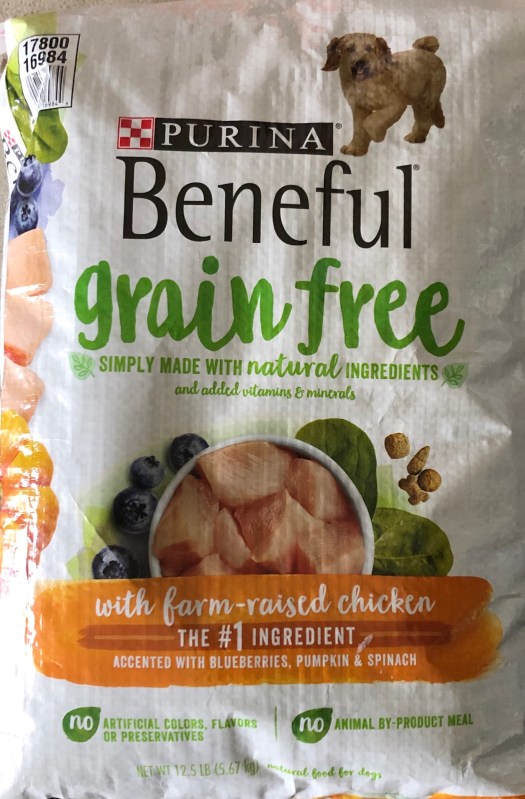 17800
16984
PURINA®
Beneful®
grain free
SIMPLY MADE WITH natural INGREDIENTS
and added vitamins & minerals
with farm-raised chicken
THE #1 INGREDIENT
ACCENTED WITH BLUEBERRIES, PUMPKIN & SPINACH
no ARTIFICIAL COLORS, FLAVORS
OR PRESERVATIVES
no ANIMAL BY-PRODUCT MEAL
NET WT 12.5 LB (5.67 kg) natural food for dogs